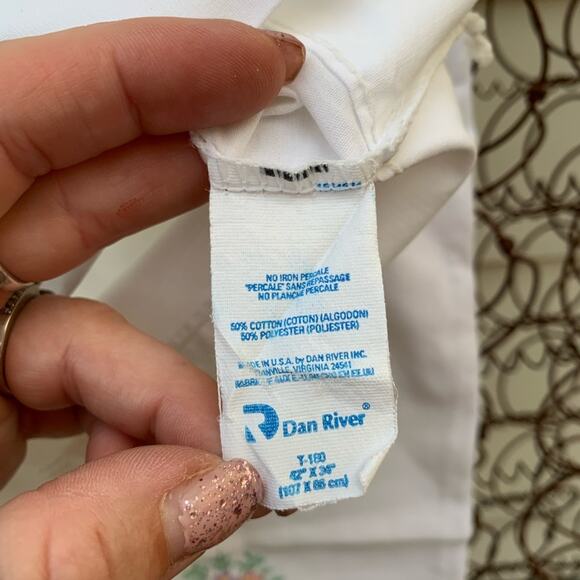 NO IRON PERCALE
"PERCALE" SANS REPASSAGE
NO PLANCHE PERCALE
50% COTTON (COTON) (ALGODON)
50% POLYESTER (POLIESTER)
MADE IN U.S.A. by DAN RIVER INC.
DANVILLE, VIRGINIA 24541
Dan River®
T-180
42" X 34"
(107 X 86 cm)